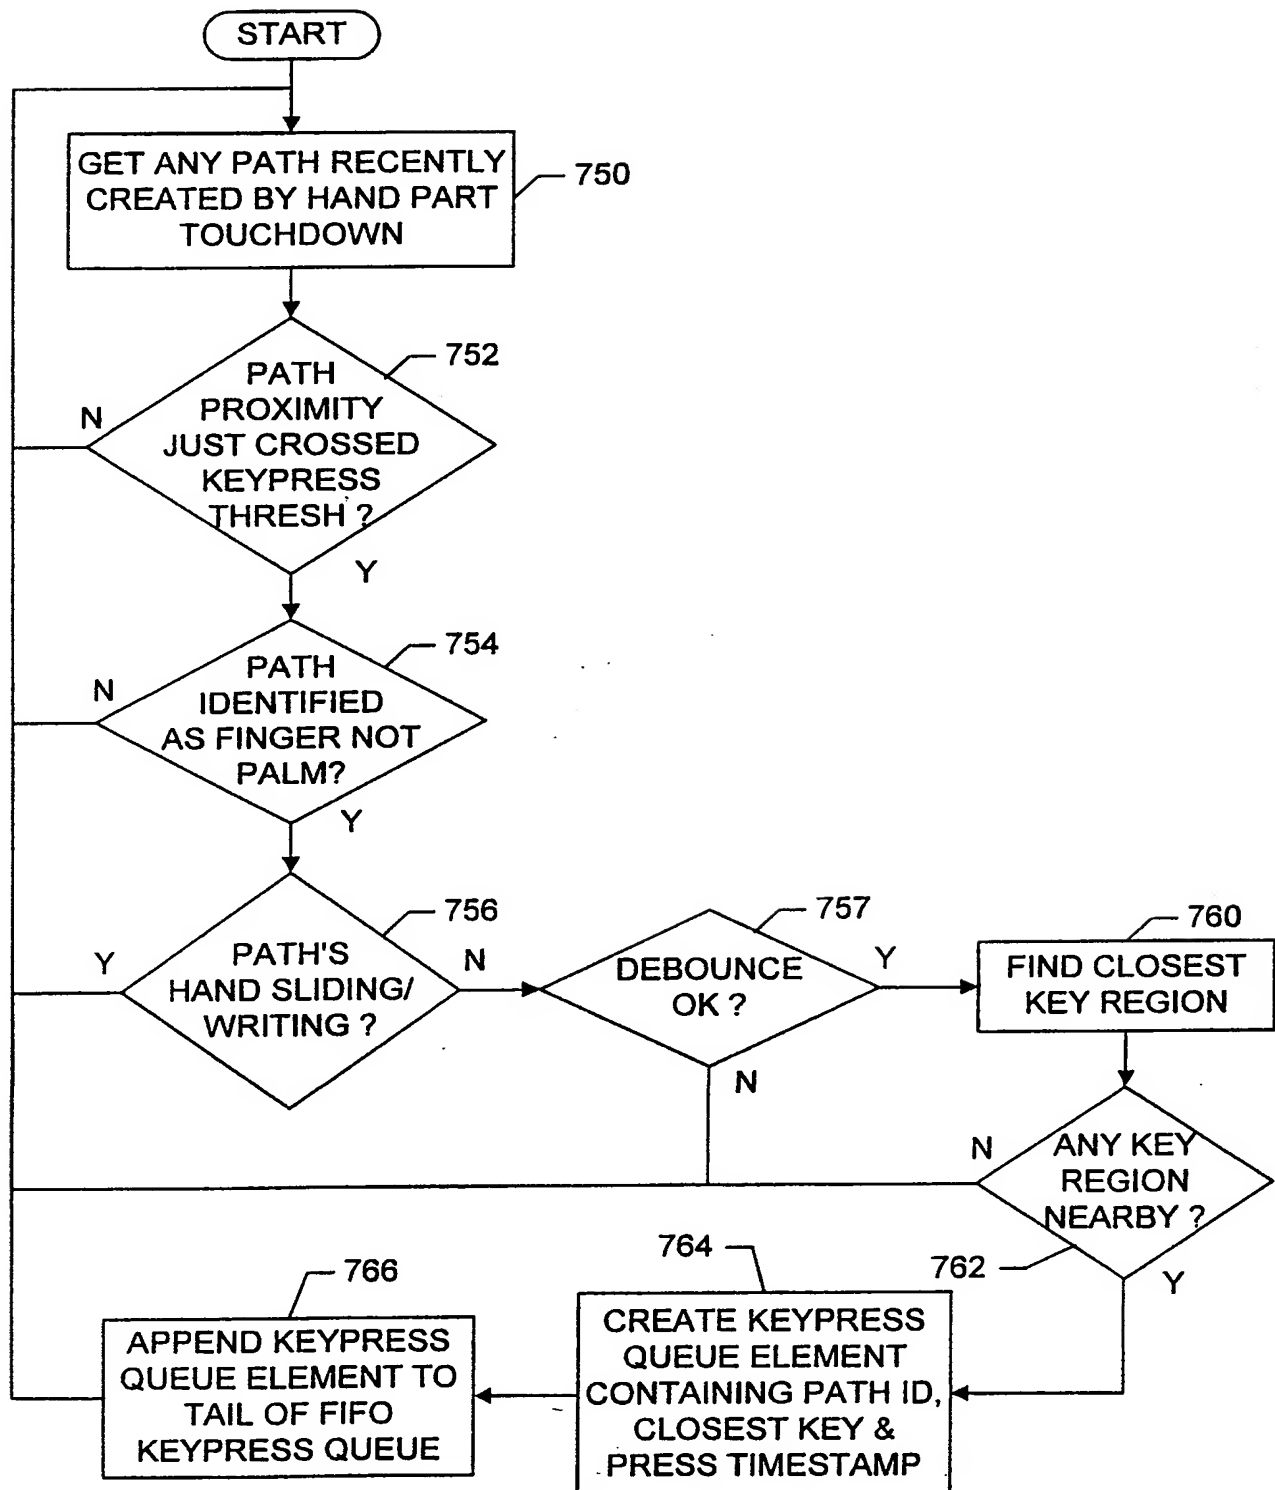 START
GET ANY PATH RECENTLY
CREATED BY HAND PART
TOUCHDOWN
750
PATH
PROXIMITY
JUST CROSSED
KEYPRESS
THRESH ?
752
N
Y
PATH
IDENTIFIED
AS FINGER NOT
PALM?
754
N
Y
PATH'S
HAND SLIDING/
WRITING ?
756
Y
N
DEBOUNCE
OK ?
757
Y
N
FIND CLOSEST
KEY REGION
760
ANY KEY
REGION
NEARBY ?
762
N
Y
CREATE KEYPRESS
QUEUE ELEMENT
CONTAINING PATH ID,
CLOSEST KEY &
PRESS TIMESTAMP
764
APPEND KEYPRESS
QUEUE ELEMENT TO
TAIL OF FIFO
KEYPRESS QUEUE
766